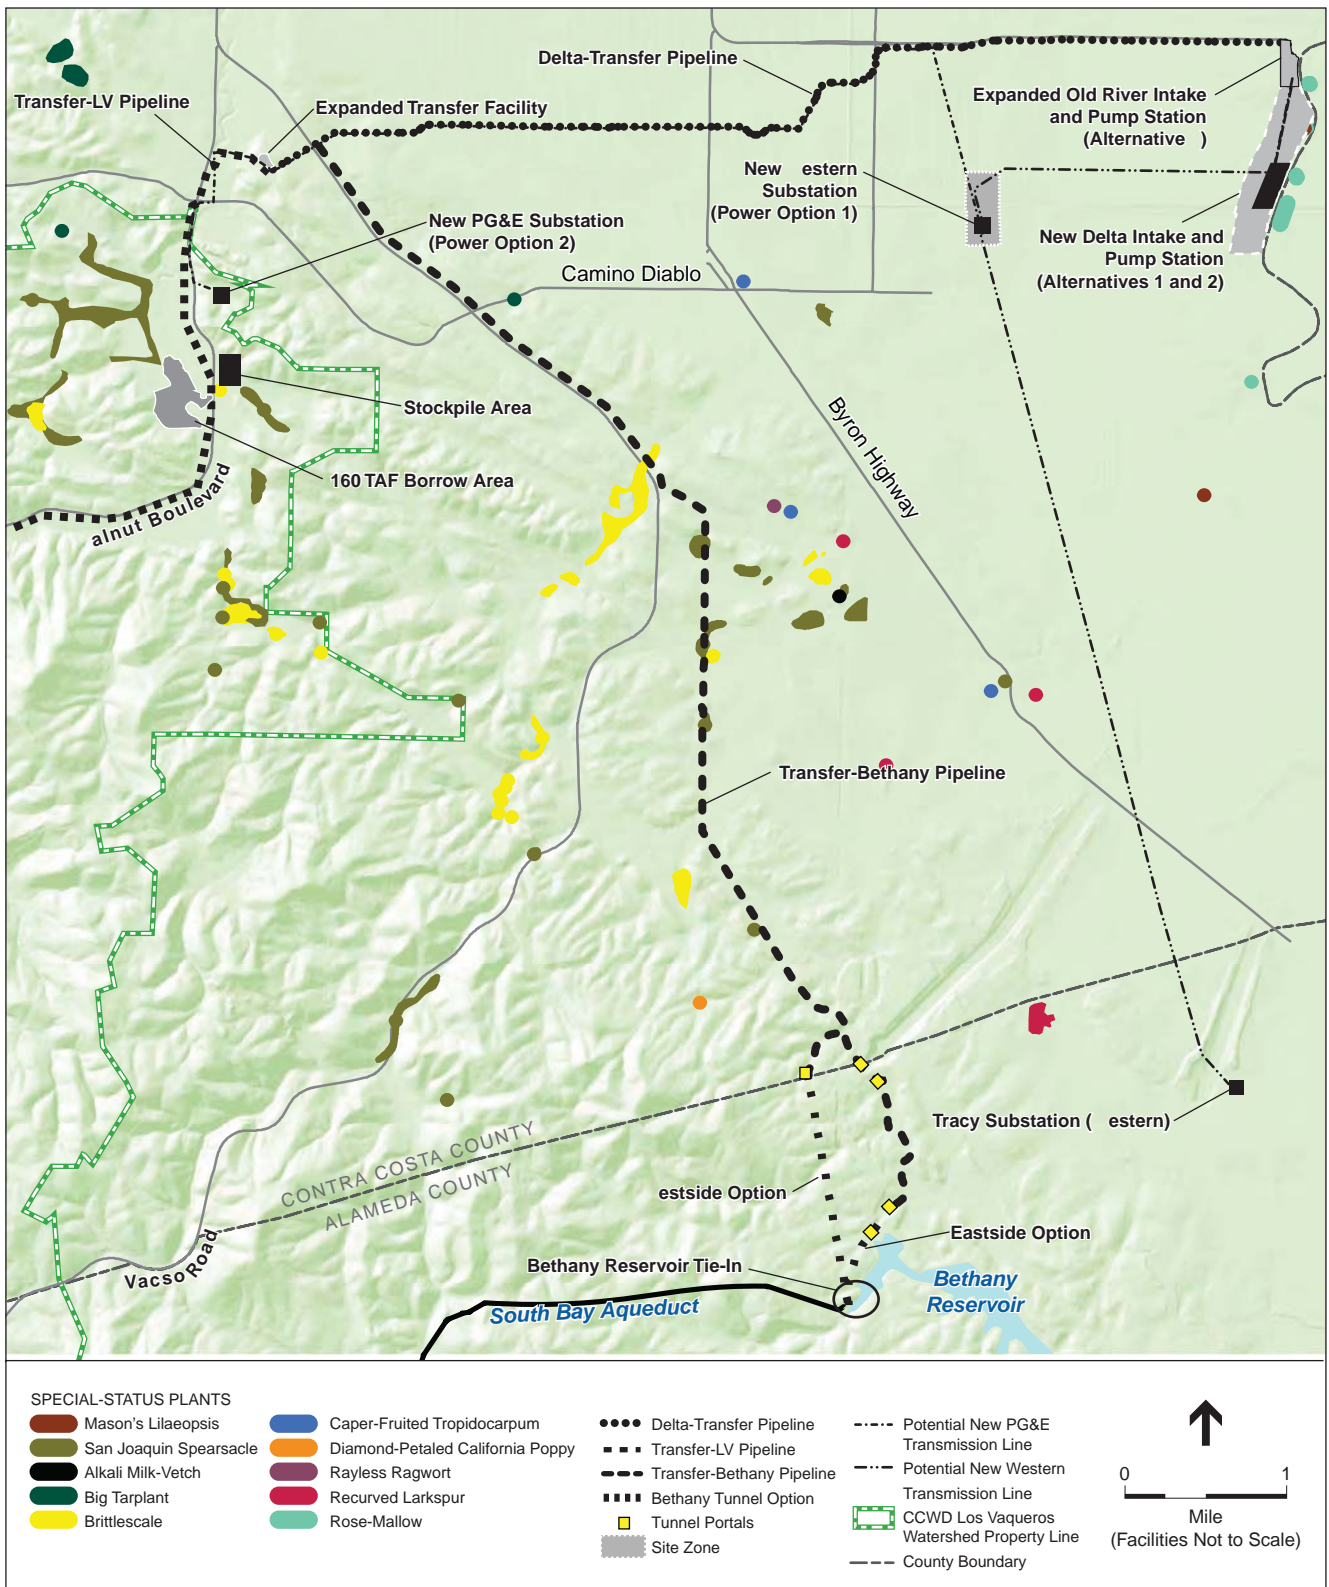 Delta-Transfer Pipeline
Transfer-LV Pipeline
Expanded Transfer Facility
Expanded Old River Intake
and Pump Station
(Alternative )
New estern
Substation
(Power Option 1)
New PG&E Substation
(Power Option 2)
New Delta Intake and
Pump Station
(Alternatives 1 and 2)
Camino Diablo
Stockpile Area
Byron Highway
160 TAF Borrow Area
alnut Boulevard
Transfer-Bethany Pipeline
Tracy Substation ( estern)
CONTRA COSTA COUNTY
ALAMEDA COUNTY
estside Option
Eastside Option
Vacso Road
Bethany Reservoir Tie-In
Bethany
Reservoir
South Bay Aqueduct
SPECIAL-STATUS PLANTS
Mason's Lilaeopsis
San Joaquin Spearsacle
Alkali Milk-Vetch
Big Tarplant
Brittlescale
Caper-Fruited Tropidocarpum
Diamond-Petaled California Poppy
Rayless Ragwort
Recurved Larkspur
Rose-Mallow
Delta-Transfer Pipeline
Transfer-LV Pipeline
Transfer-Bethany Pipeline
Bethany Tunnel Option
Tunnel Portals
Site Zone
Potential New PG&E
Transmission Line
Potential New Western
Transmission Line
CCWD Los Vaqueros
Watershed Property Line
County Boundary
0 1
Mile
(Facilities Not to Scale)